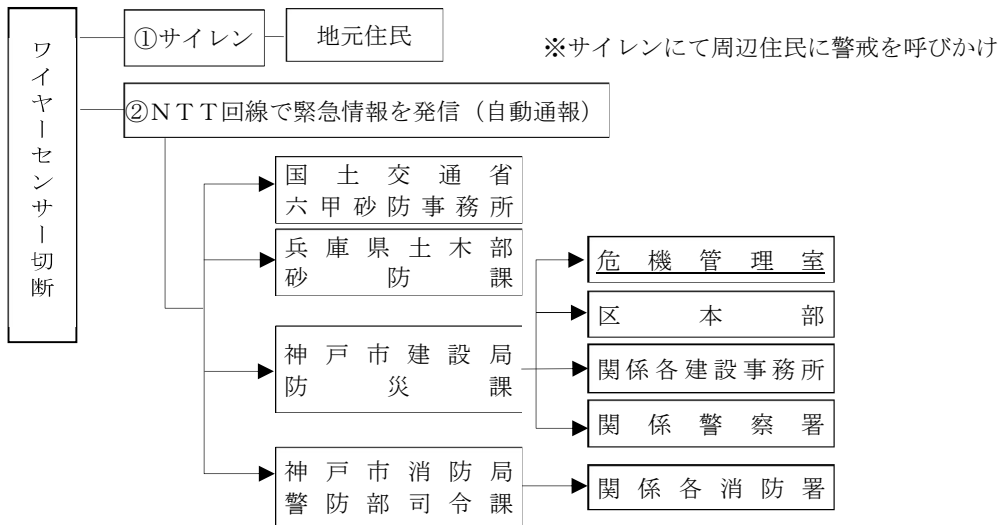 ワイヤーセンサー切断
①サイレン
地元住民
※サイレンにて周辺住民に警戒を呼びかけ
②NTT回線で緊急情報を発信（自動通報）
国土交通省
六甲砂防事務所
兵庫県土木部
砂防課
神戸市建設局
防災課
危機管理室
区本部
関係各建設事務所
関係警察署
神戸市消防局
警防部司令課
関係各消防署